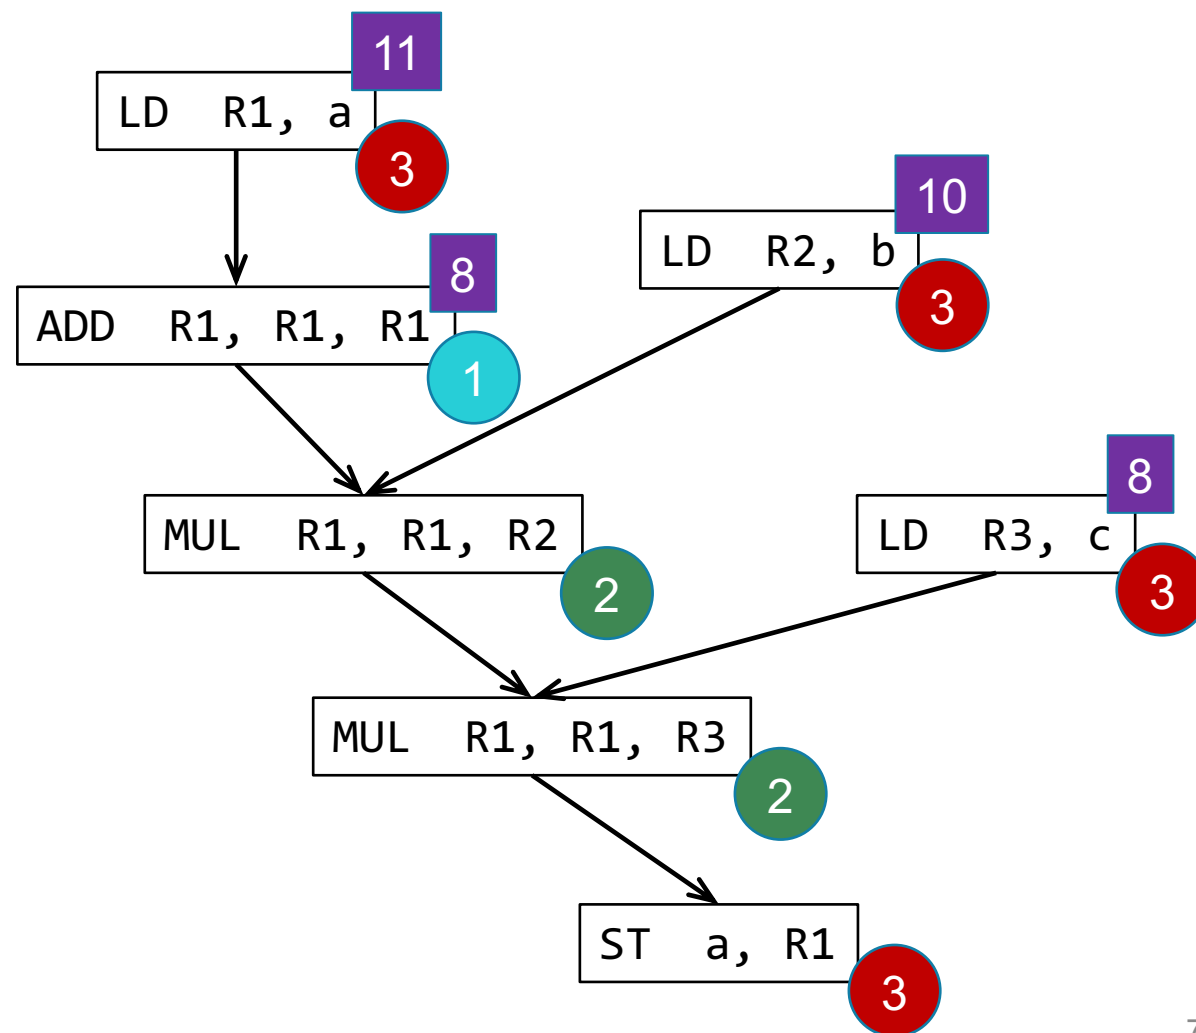 11
LD R1, a
3
10
LD R2, b
3
8
ADD R1, R1, R1
1
8
MUL R1, R1, R2
2
LD R3, c
3
MUL R1, R1, R3
2
ST a, R1
3